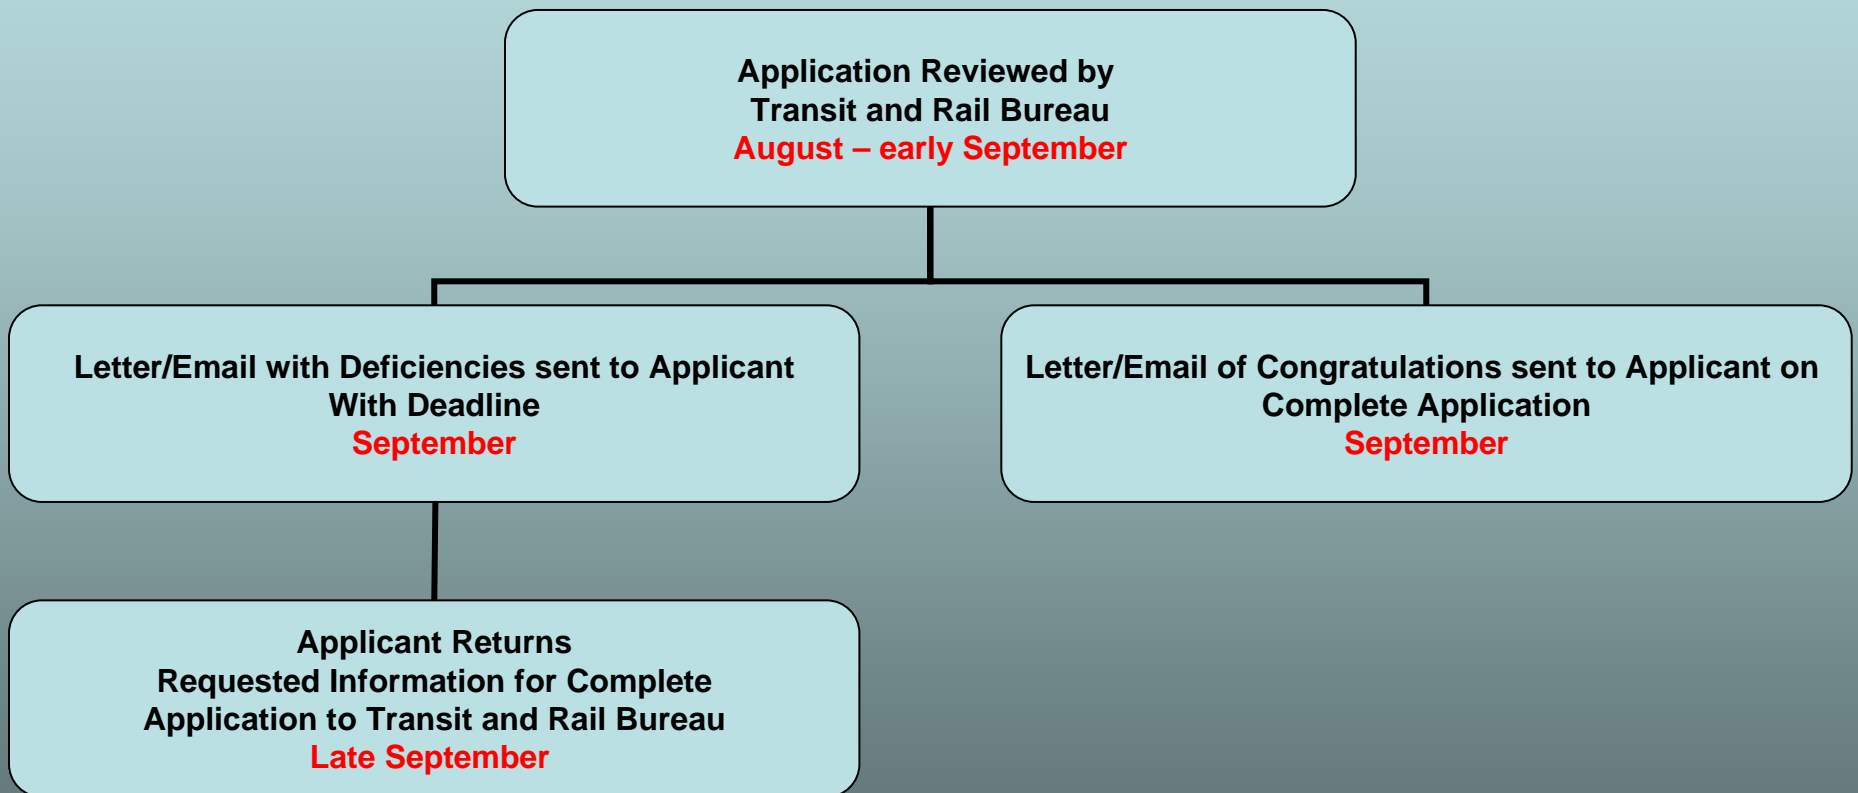 Application Reviewed by
Transit and Rail Bureau
August – early September
Letter/Email with Deficiencies sent to Applicant
With Deadline
September
Letter/Email of Congratulations sent to Applicant on
Complete Application
September
Applicant Returns
Requested Information for Complete
Application to Transit and Rail Bureau
Late September